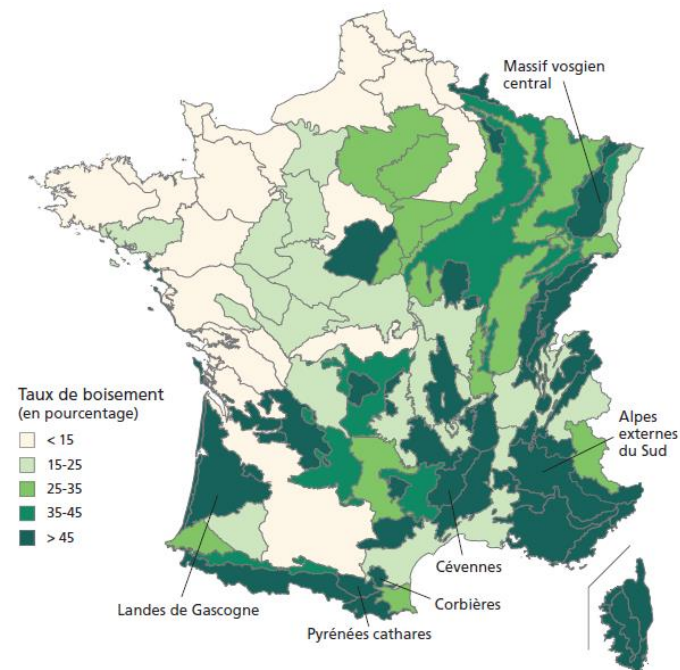 Massif vosgien
central
Taux de boisement
(en pourcentage)
< 15
15-25
25-35
35-45
> 45
Alpes
externes
du Sud
Cévennes
Landes de Gascogne
Corbières
Pyrénées cathares